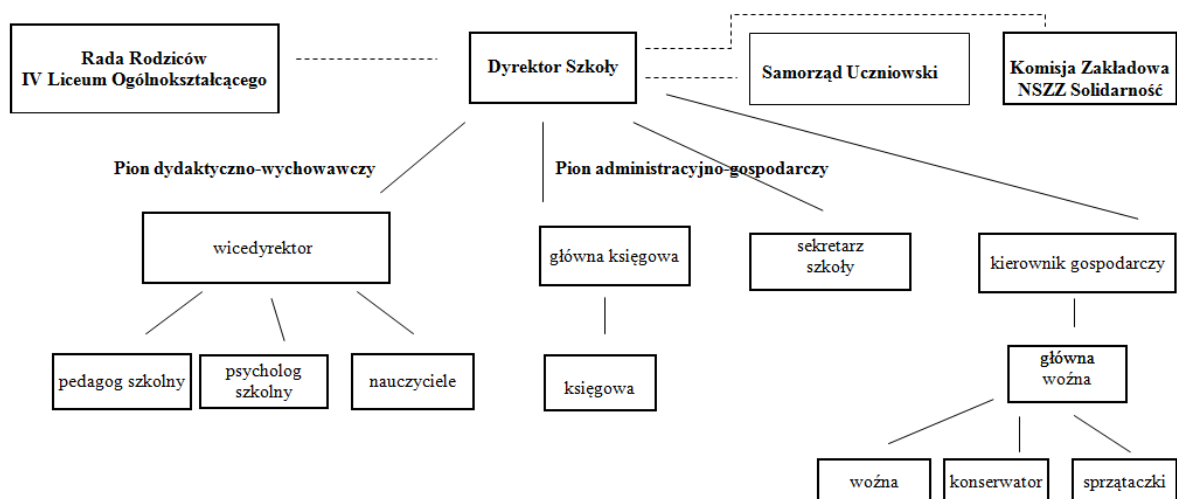 Rada Rodziców
IV Liceum Ogólnokształcącego
Dyrektor Szkoły
Samorząd Uczniowski
Komisja Zakładowa
NSZZ Solidarność
Pion dydaktyczno-wychowawczy
Pion administracyjno-gospodarczy
wicedyrektor
główna księgowa
sekretarz
szkoły
kierownik gospodarczy
pedagog szkolny
psycholog
szkolny
nauczyciele
księgowa
główna
woźna
woźna
konserwator
sprzątaczki